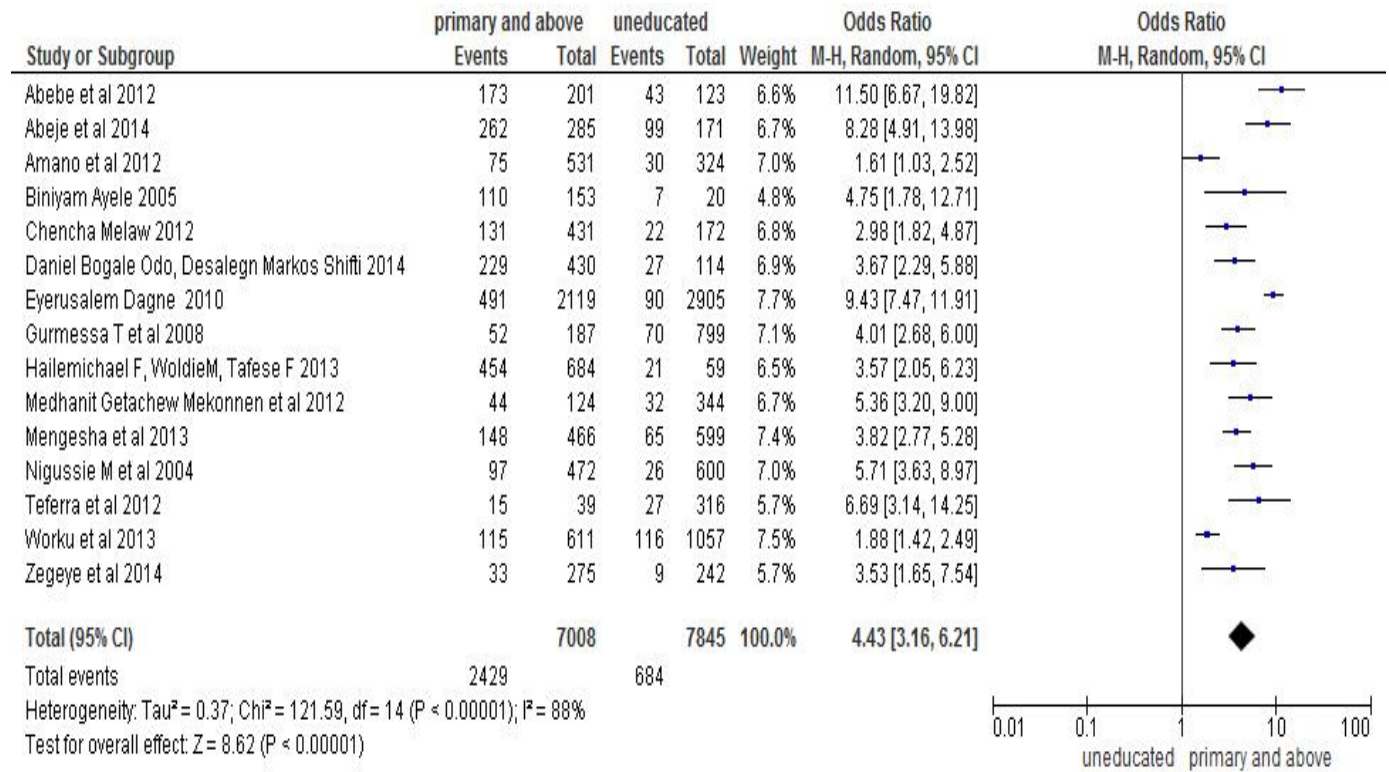 primary and above uneducated Odds Ratio Odds Ratio
Study or Subgroup Events Total Events Total Weight M-H, Random, 95% CI M-H, Random, 95% CI
Abebe et al 2012 173 201 43 123 6.6% 11.50 [6.67, 19.82]
Abeje et al 2014 262 285 99 171 6.7% 8.28 [4.91, 13.98]
Amano et al 2012 75 531 30 324 7.0% 1.61 [1.03, 2.52]
Biniyam Ayele 2005 110 153 7 20 4.8% 4.75 [1.78, 12.71]
Chencha Melaw 2012 131 431 22 172 6.8% 2.98 [1.82, 4.87]
Daniel Bogale Odo, Desalegn Markos Shifti 2014 229 430 27 114 6.9% 3.67 [2.29, 5.88]
Eyerusalem Dagne 2010 491 2119 90 2905 7.7% 9.43 [7.47, 11.91]
Gurmessa T et al 2008 52 187 70 799 7.1% 4.01 [2.68, 6.00]
Hailemichael F, WoldieM, Tafese F 2013 454 684 21 59 6.5% 3.57 [2.05, 6.23]
Medhanit Getachew Mekonnen et al 2012 44 124 32 344 6.7% 5.36 [3.20, 9.00]
Mengesha et al 2013 148 466 65 599 7.4% 3.82 [2.77, 5.28]
Nigussie M et al 2004 97 472 26 600 7.0% 5.71 [3.63, 8.97]
Teferra et al 2012 15 39 27 316 5.7% 6.69 [3.14, 14.25]
Worku et al 2013 115 611 116 1057 7.5% 1.88 [1.42, 2.49]
Zegeye et al 2014 33 275 9 242 5.7% 3.53 [1.65, 7.54]
Total (95% CI) 7008 7845 100.0% 4.43 [3.16, 6.21]
Total events 2429 684
Heterogeneity: Tau² = 0.37; Chi² = 121.59, df = 14 (P < 0.00001); I² = 88%
Test for overall effect: Z = 8.62 (P < 0.00001)
0.01 0.1 1 10 100
uneducated primary and above